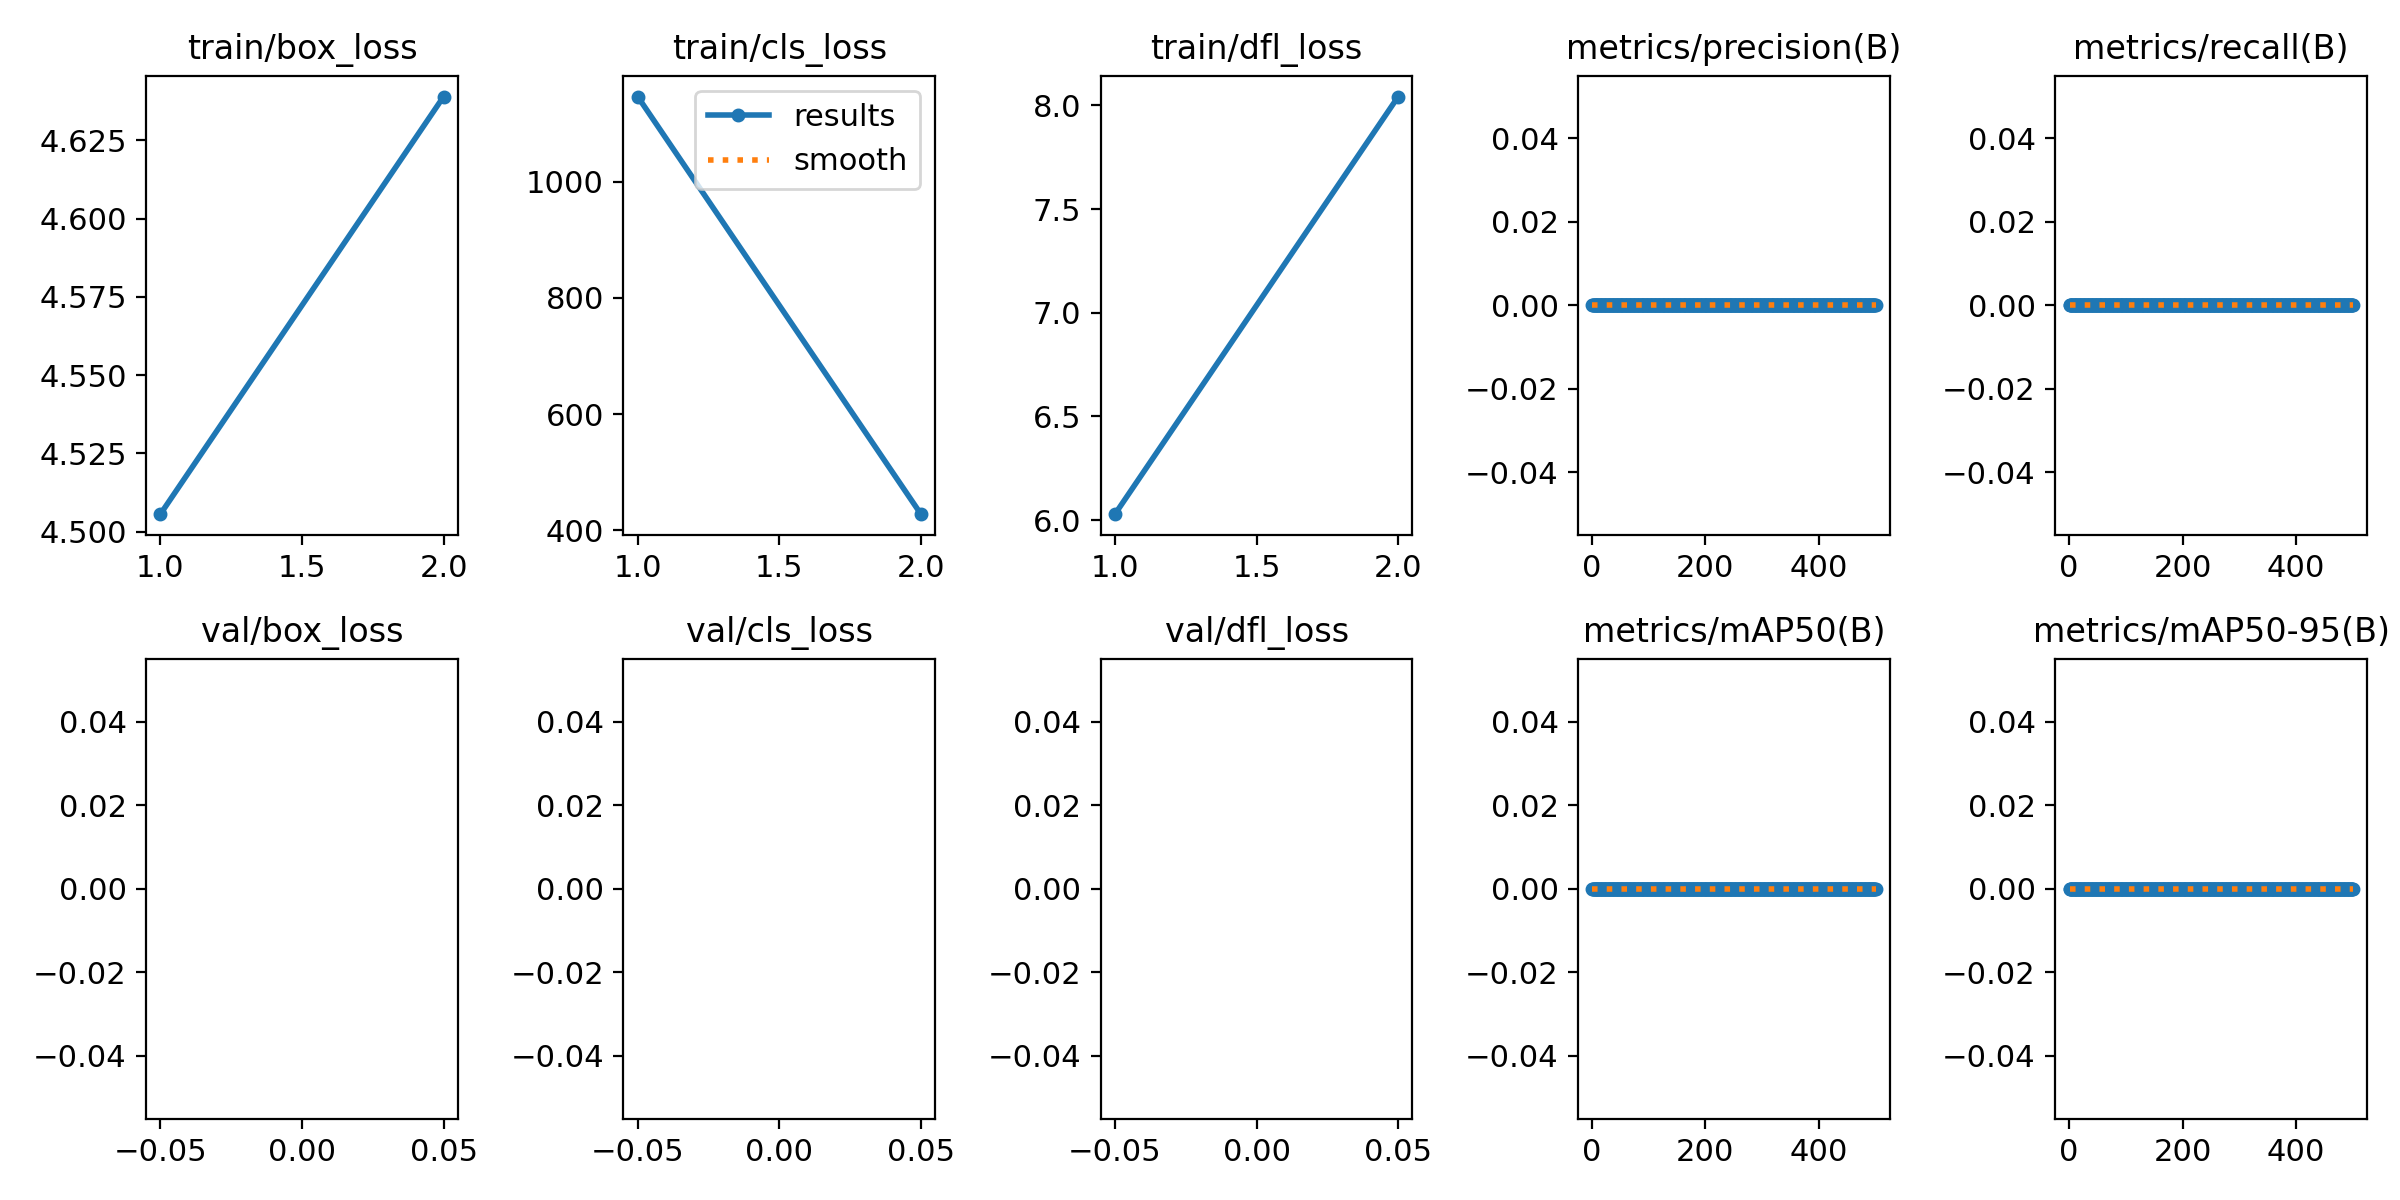 train/box_loss
4.625
4.600
4.575
4.550
4.525
4.500
1.0 1.5 2.0
train/cls_loss
results
smooth
1000
800
600
400
1.0 1.5 2.0
train/dfl_loss
8.0
7.5
7.0
6.5
6.0
1.0 1.5 2.0
metrics/precision(B)
0.04
0.02
0.00
−0.02
−0.04
0 200 400
metrics/recall(B)
0.04
0.02
0.00
−0.02
−0.04
0 200 400
val/box_loss
0.04
0.02
0.00
−0.02
−0.04
−0.05 0.00 0.05
val/cls_loss
0.04
0.02
0.00
−0.02
−0.04
−0.05 0.00 0.05
val/dfl_loss
0.04
0.02
0.00
−0.02
−0.04
−0.05 0.00 0.05
metrics/mAP50(B)
0.04
0.02
0.00
−0.02
−0.04
0 200 400
metrics/mAP50-95(B)
0.04
0.02
0.00
−0.02
−0.04
0 200 400